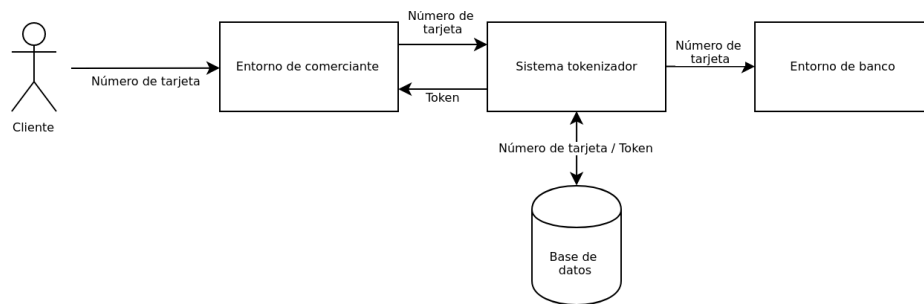 Número de tarjeta
Cliente
Entorno de comerciante
Número de
tarjeta
Token
Sistema tokenizador
Número de
tarjeta
Entorno de banco
Número de tarjeta / Token
Base de
datos